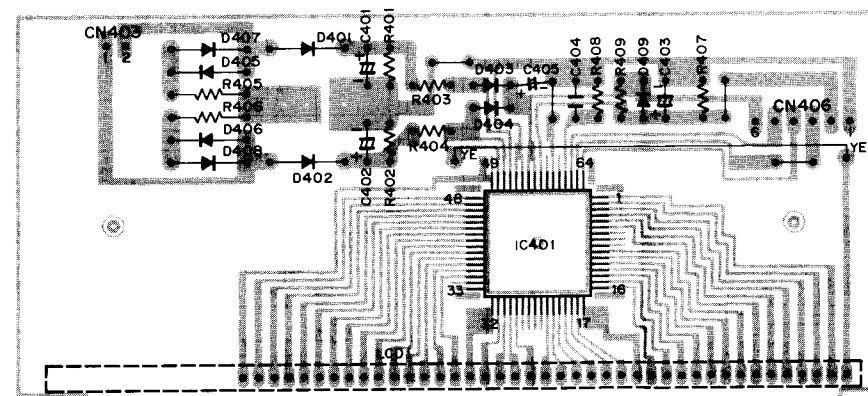 CN403
1 2
D407
D405
R405
R406
D406
D408
D401
D402
C401
R401
C402
R402
R403
R404
D403
C405
D404
C404
R408
R409
D409
C403
R407
CN406
6 1
YE
YE
49 64
48 1
IC401
33 16
32 17
LCD